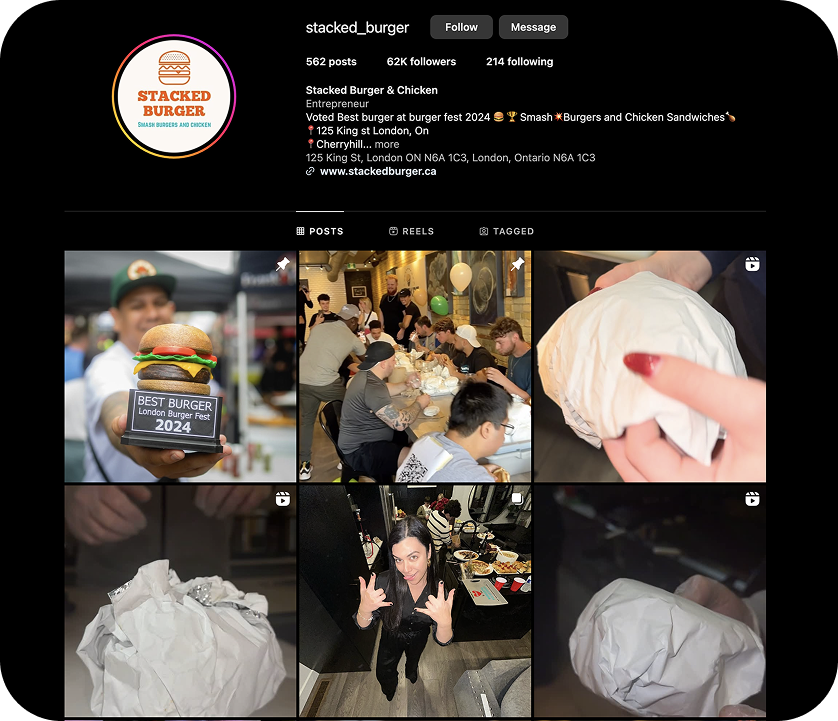 stacked_burger Follow Message
562 posts 62K followers 214 following
Stacked Burger & Chicken
Entrepreneur
Voted Best burger at burger fest 2024 🍔 🏆 Smash💥Burgers and Chicken Sandwiches🍗
📍125 King st London, On
📍Cherryhill... more
125 King St, London ON N6A 1C3, London, Ontario N6A 1C3
www.stackedburger.ca
STACKED
BURGER
SMASH BURGERS AND CHICKEN
POSTS REELS TAGGED
BEST BURGER
London Burger Fest
2024